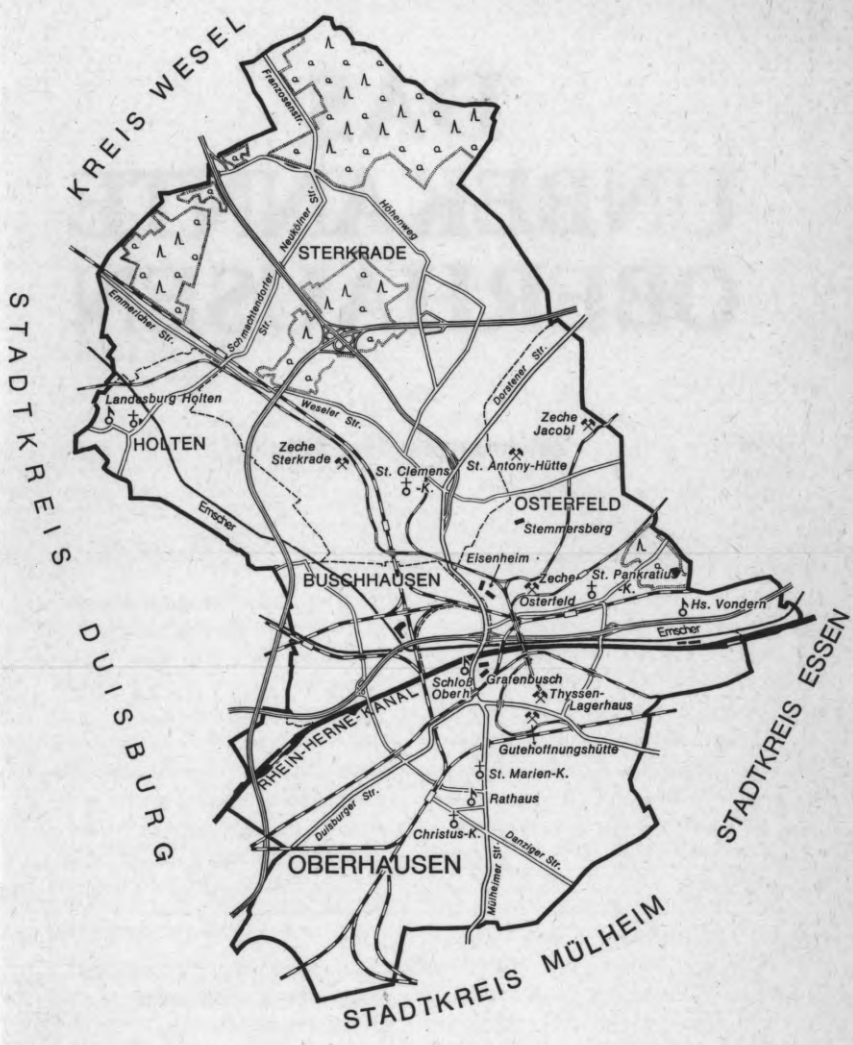 KREIS WESEL
Franzosenstr.
Neukölner
Str.
Höhenweg
STERKRADE
Emmericher Str.
Schmachtendorfer
Str.
STADTKREIS DUISBURG
Landesburg Holten
HOLTEN
Weseler Str.
Dorstener Str.
Zeche
Jacobi
Zeche
Sterkrade
St. Clemens
-K.
St. Antony-Hütte
OSTERFELD
Stemmersberg
Emscher
Eisenheim
BUSCHHAUSEN
Zeche
Osterfeld
St. Pankratius
-K.
Hs. Vondern
Emscher
STADTKREIS ESSEN
Schloß
Oberh.
Grafenbusch
Thyssen-
Lagerhaus
RHEIN-HERNE-KANAL
Gutehoffnungshütte
St. Marien-K.
Rathaus
Duisburger Str.
Christus-K.
Danziger Str.
OBERHAUSEN
Mülheimer Str.
STADTKREIS MÜLHEIM